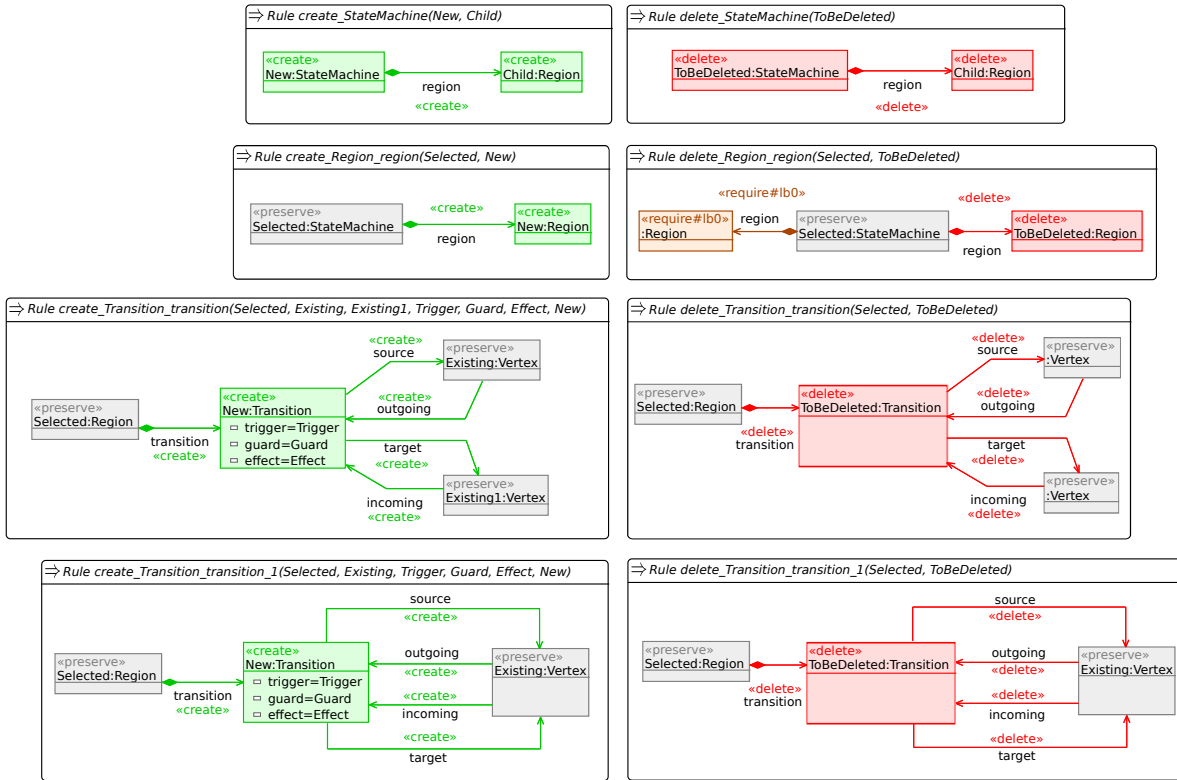 ⇒ Rule create_StateMachine(New, Child)
«create»
New:StateMachine
«create»
Child:Region
region
«create»
⇒ Rule delete_StateMachine(ToBeDeleted)
«delete»
ToBeDeleted:StateMachine
«delete»
Child:Region
region
«delete»
⇒ Rule create_Region_region(Selected, New)
«preserve»
Selected:StateMachine
«create»
region
«create»
New:Region
⇒ Rule delete_Region_region(Selected, ToBeDeleted)
«require#lb0»
«require#lb0»
:Region
region
«preserve»
Selected:StateMachine
«delete»
region
«delete»
ToBeDeleted:Region
⇒ Rule create_Transition_transition(Selected, Existing, Existing1, Trigger, Guard, Effect, New)
«create»
source
«preserve»
Existing:Vertex
«preserve»
Selected:Region
transition
«create»
«create»
New:Transition
trigger=Trigger
guard=Guard
effect=Effect
«create»
outgoing
target
«create»
«preserve»
Existing1:Vertex
incoming
«create»
⇒ Rule delete_Transition_transition(Selected, ToBeDeleted)
«delete»
source
«preserve»
:Vertex
«preserve»
Selected:Region
«delete»
transition
«delete»
ToBeDeleted:Transition
«delete»
outgoing
target
«delete»
«preserve»
:Vertex
incoming
«delete»
⇒ Rule create_Transition_transition_1(Selected, Existing, Trigger, Guard, Effect, New)
source
«create»
«preserve»
Selected:Region
transition
«create»
«create»
New:Transition
trigger=Trigger
guard=Guard
effect=Effect
outgoing
«create»
«create»
incoming
«preserve»
Existing:Vertex
«create»
target
⇒ Rule delete_Transition_transition_1(Selected, ToBeDeleted)
source
«delete»
«preserve»
Selected:Region
«delete»
transition
«delete»
ToBeDeleted:Transition
outgoing
«delete»
«delete»
incoming
«preserve»
Existing:Vertex
«delete»
target